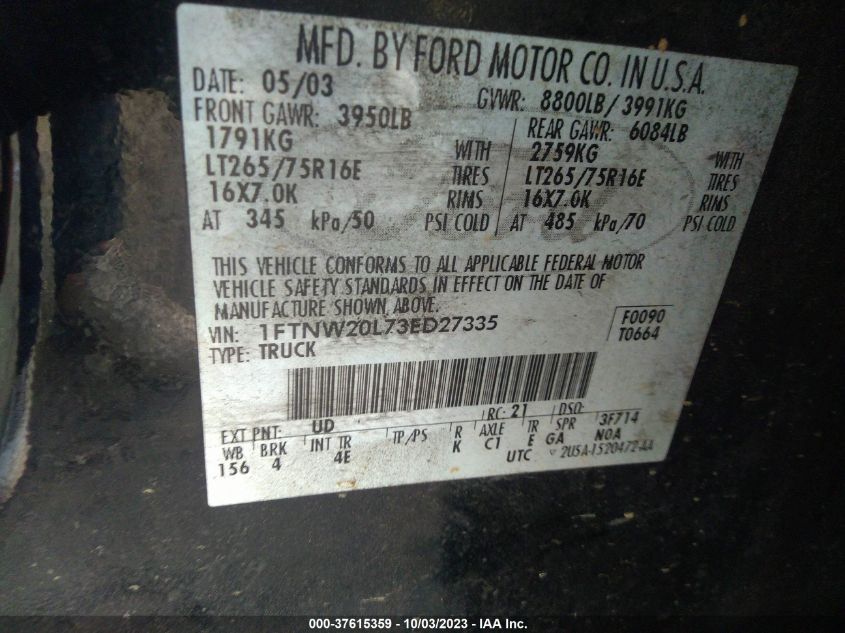 MFD. BY FORD MOTOR CO. IN U.S.A.
DATE: 05/03 GVWR: 8800LB/ 3991KG
FRONT GAWR: 3950LB REAR GAWR: 6084LB
1791KG WITH 2759KG WITH
LT265/75R16E TIRES LT265/75R16E TIRES
16X7.0K RIMS 16X7.0K RIMS
AT 345 kPa/50 PSI COLD AT 485 kPa/70 PSI COLD
THIS VEHICLE CONFORMS TO ALL APPLICABLE FEDERAL MOTOR
VEHICLE SAFETY STANDARDS IN EFFECT ON THE DATE OF
MANUFACTURE SHOWN ABOVE.
VIN: 1FTNW20L73ED27335 F0090
TYPE: TRUCK T0664
EXT PNT: UD RC: 21 DSO:
WB BRK INT TR TP/PS R AXLE TR SPR 3F714
156 4 4E K C1 E GA N0A
UTC 2U5A-1520472-AA
000-37615359 - 10/03/2023 - IAA Inc.